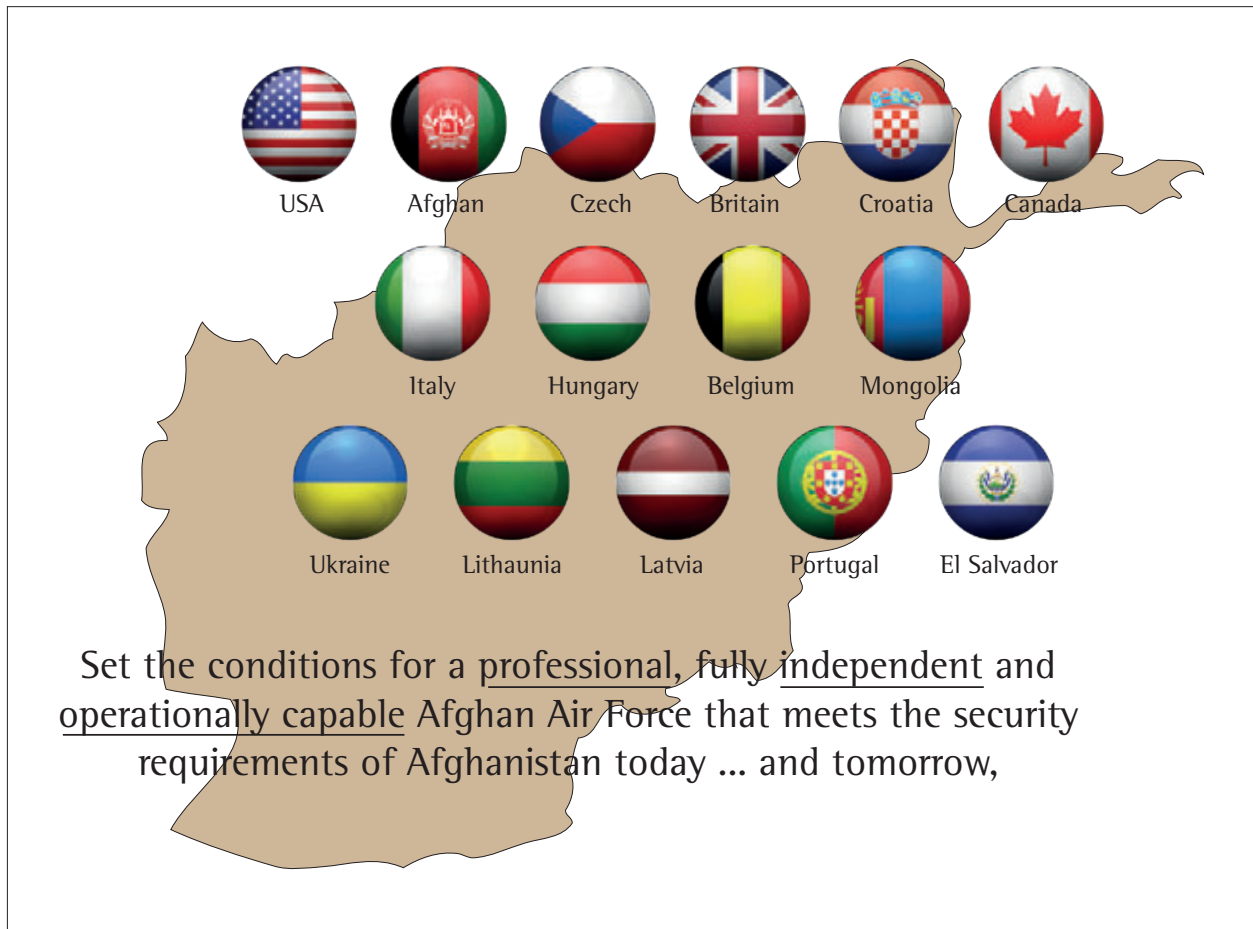 USA Afghan Czech Britain Croatia Canada
Italy Hungary Belgium Mongolia
Ukraine Lithaunia Latvia Portugal El Salvador
Set the conditions for a professional, fully independent and
operationally capable Afghan Air Force that meets the security
requirements of Afghanistan today ... and tomorrow,